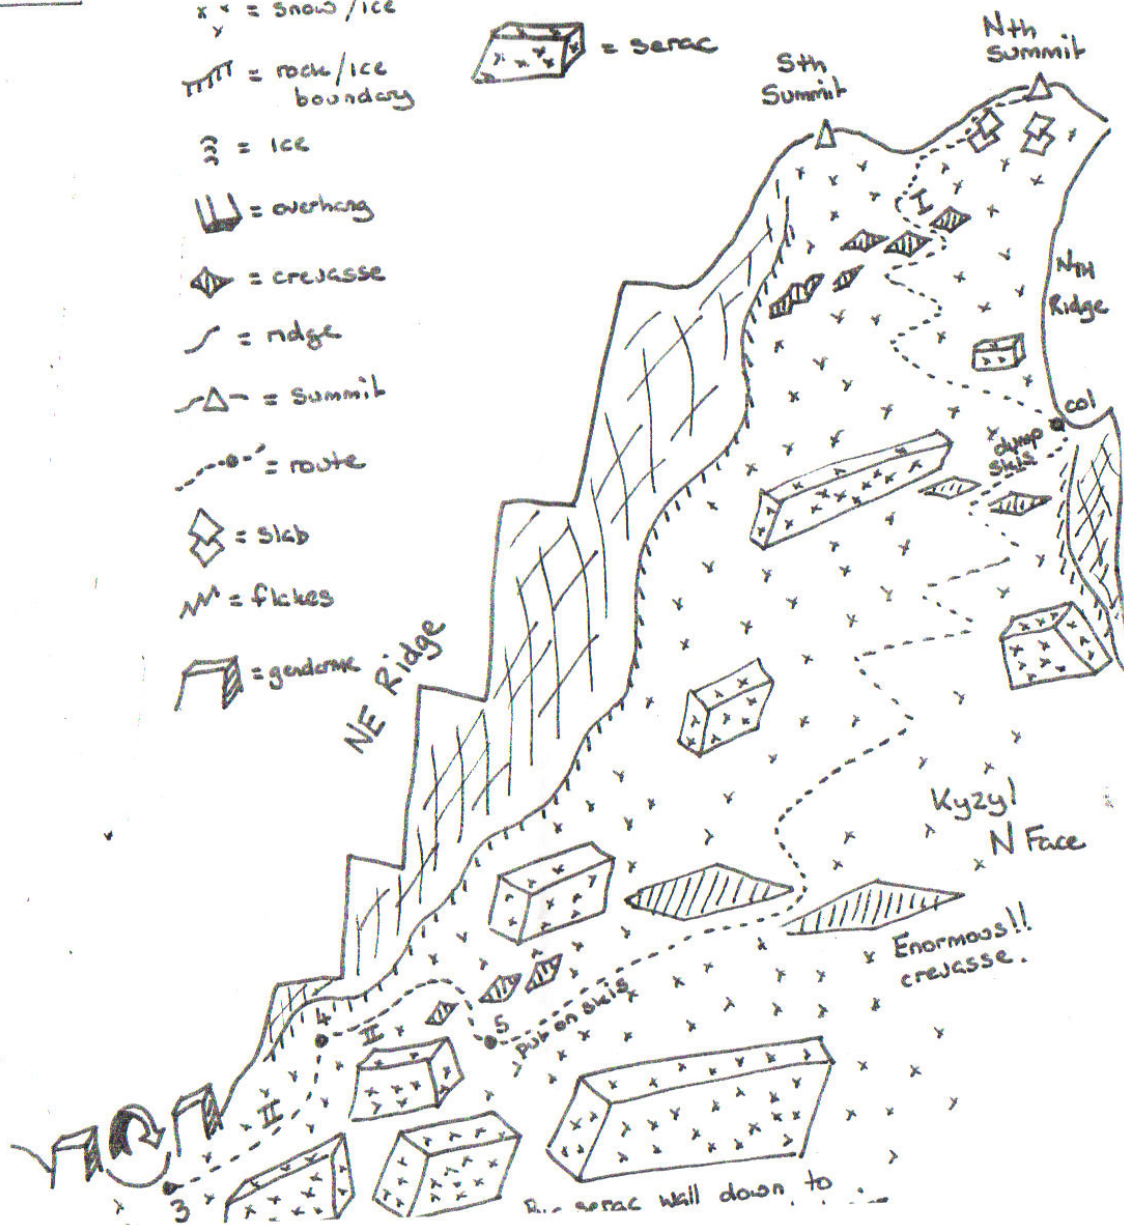 = snow/ice
= serac
= rock/ice
boundary
= ice
= overhang
= crevasse
= ridge
= summit
= route
= slab
= flakes
= gendarme
Sth
Summit
Nth
Summit
I
NTH
Ridge
col
dump
skis
NE Ridge
Kyzyl
N Face
Enormous!!
crevasse.
4
II
5
put on skis
II
3
serac wall down to